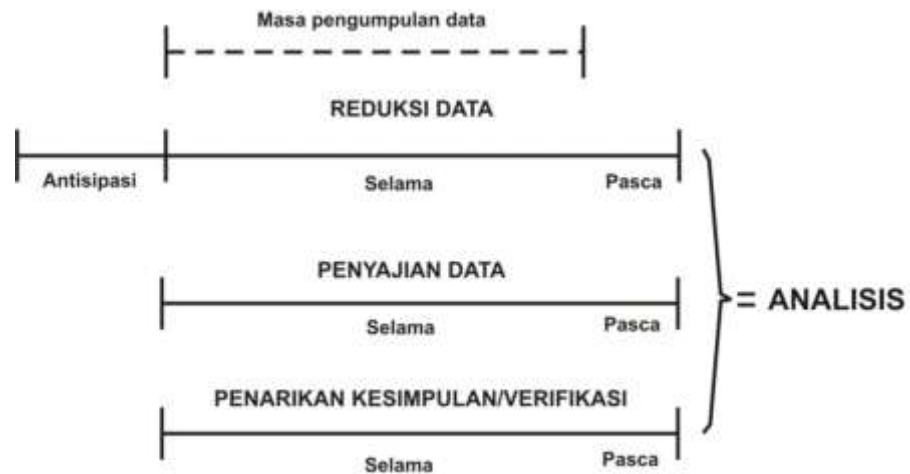 Masa pengumpulan data
REDUKSI DATA
Antisipasi Selama Pasca
PENYAJIAN DATA
= ANALISIS
Selama Pasca
PENARIKAN KESIMPULAN/VERIFIKASI
Selama Pasca